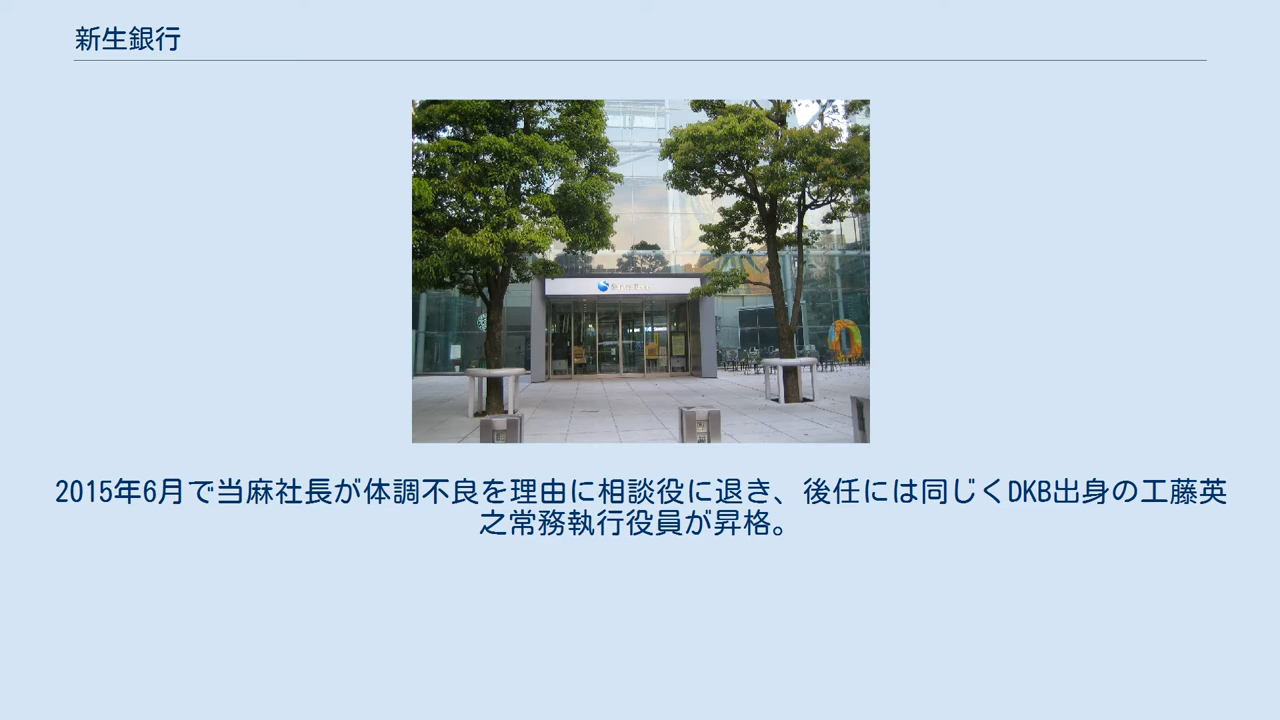 新生銀行
2015年6月で当麻社長が体調不良を理由に相談役に退き、後任には同じくDKB出身の工藤英
之常務執行役員が昇格。